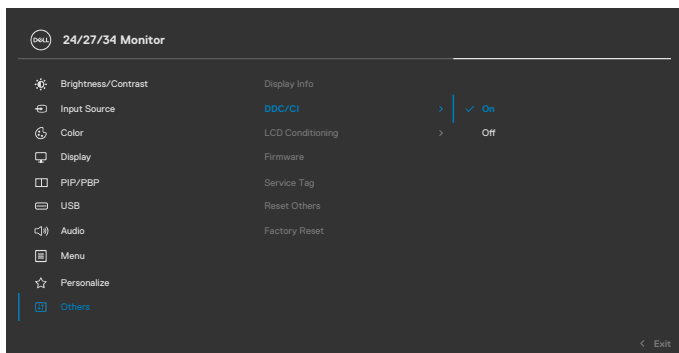 DELL 24/27/34 Monitor
Brightness/Contrast Display Info
Input Source DDC/CI > ✓ On
Color LCD Conditioning > Off
Display Firmware
PIP/PBP Service Tag
USB Reset Others
Audio Factory Reset
Menu
Personalize
Others
< Exit